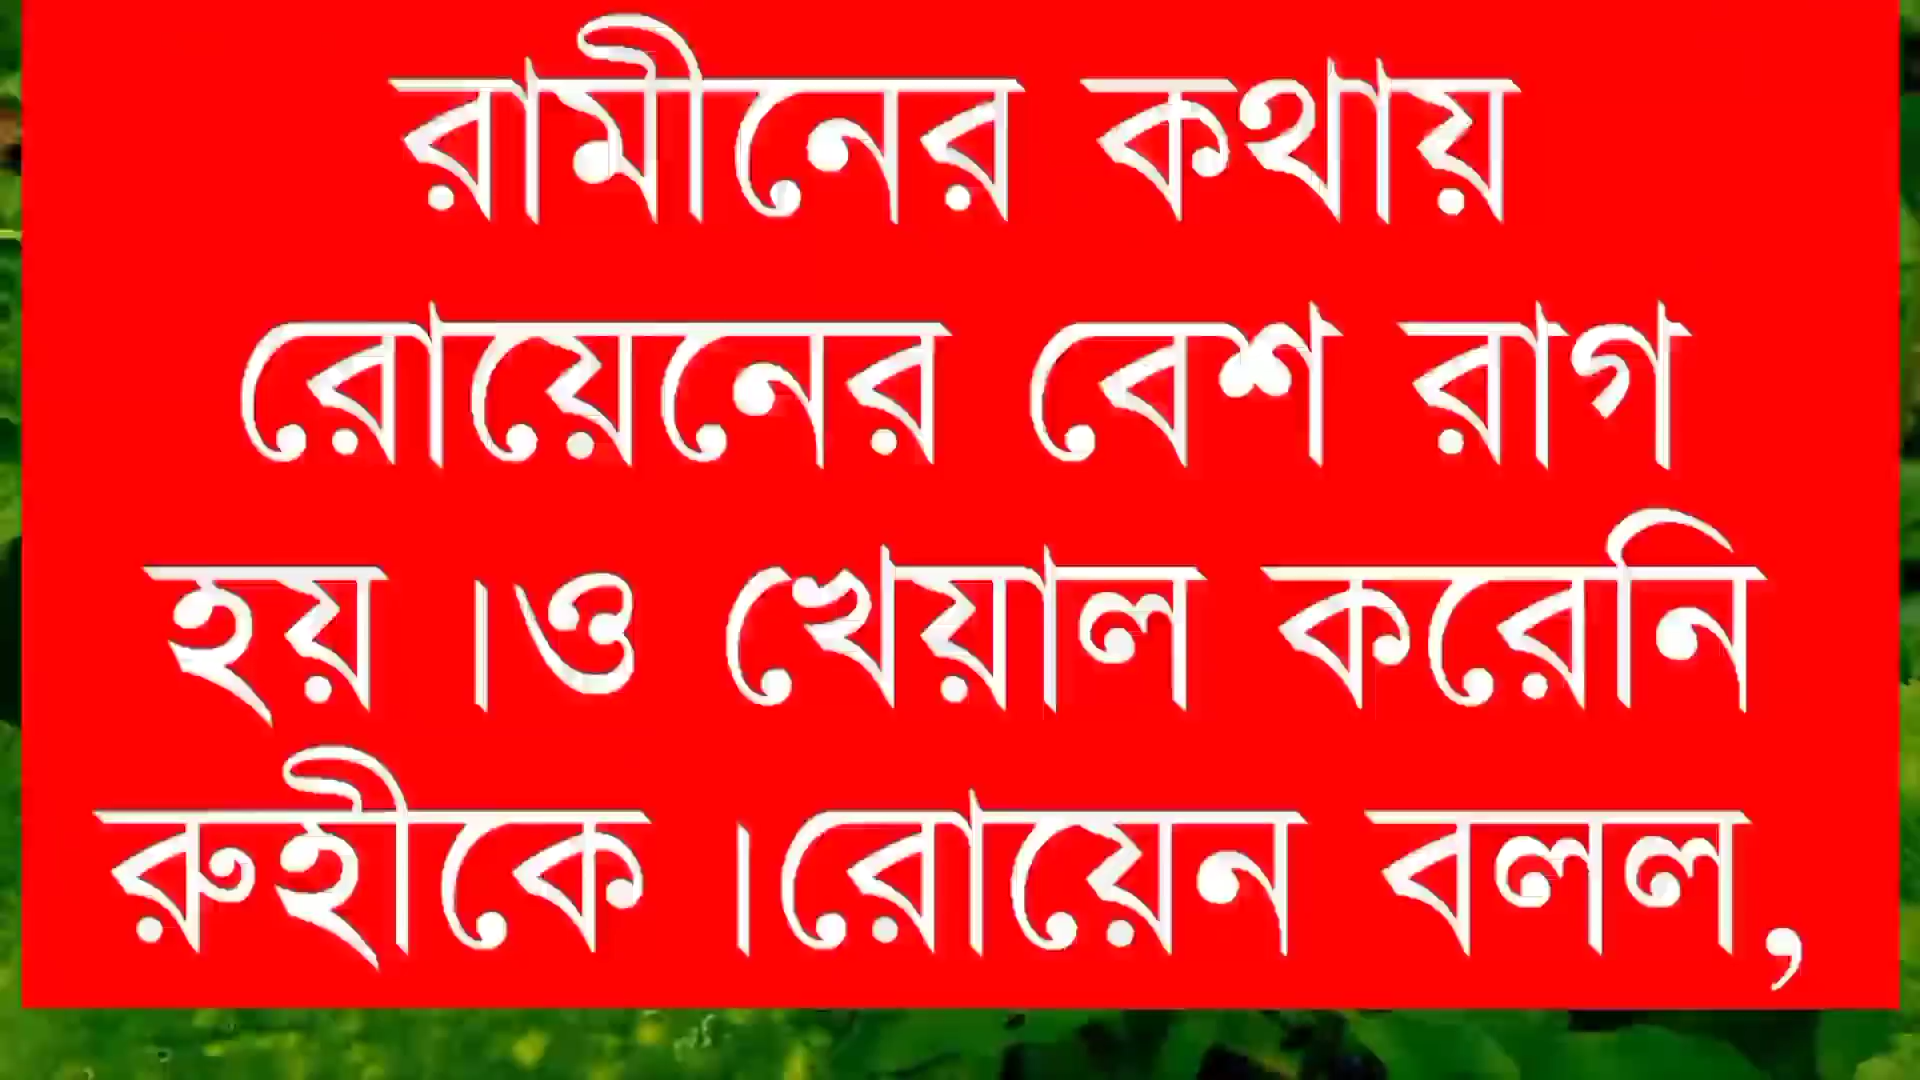 রামীনের কথায়
রোয়েনের বেশ রাগ
হয় ।ও খেয়াল করেনি
রুহীকে ।রোয়েন বলল,